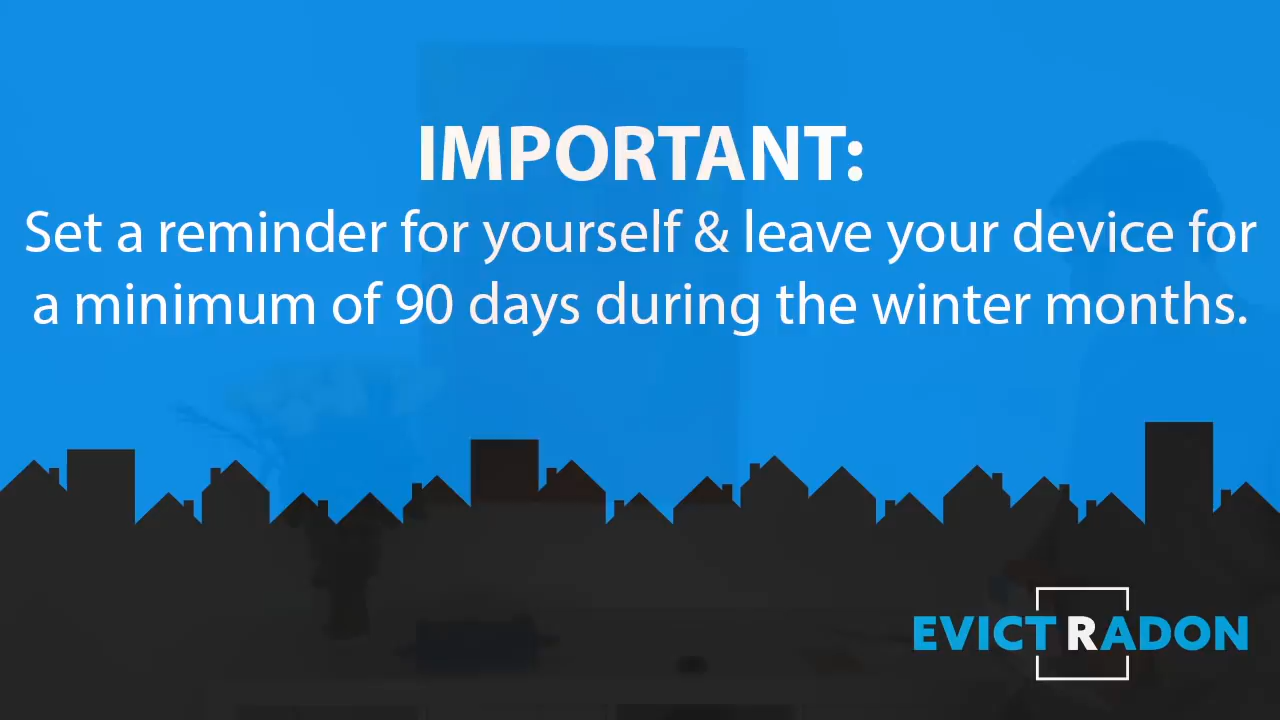 IMPORTANT:
Set a reminder for yourself & leave your device for
a minimum of 90 days during the winter months.
EVICT RADON